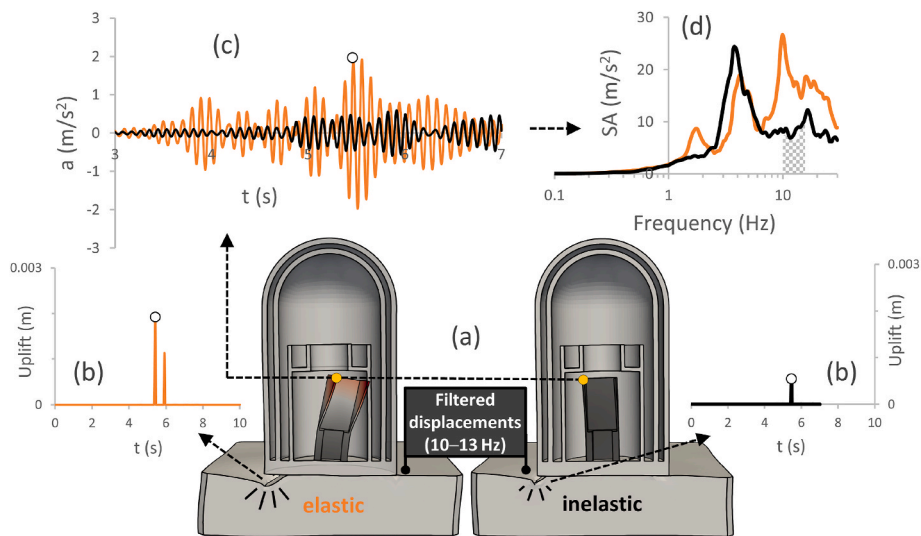 (c)
a (m/s²)
3
2
1
0
-1
-2
-3
3
4
5
6
7
t (s)
(d)
SA (m/s²)
30
20
10
0
0.1
1
10
Frequency (Hz)
(a)
(b)
Uplift (m)
0.003
0
0
2
4
6
8
10
t (s)
Filtered
displacements
(10–13 Hz)
(b)
Uplift (m)
0.003
0
0
2
4
6
8
10
t (s)
elastic
inelastic